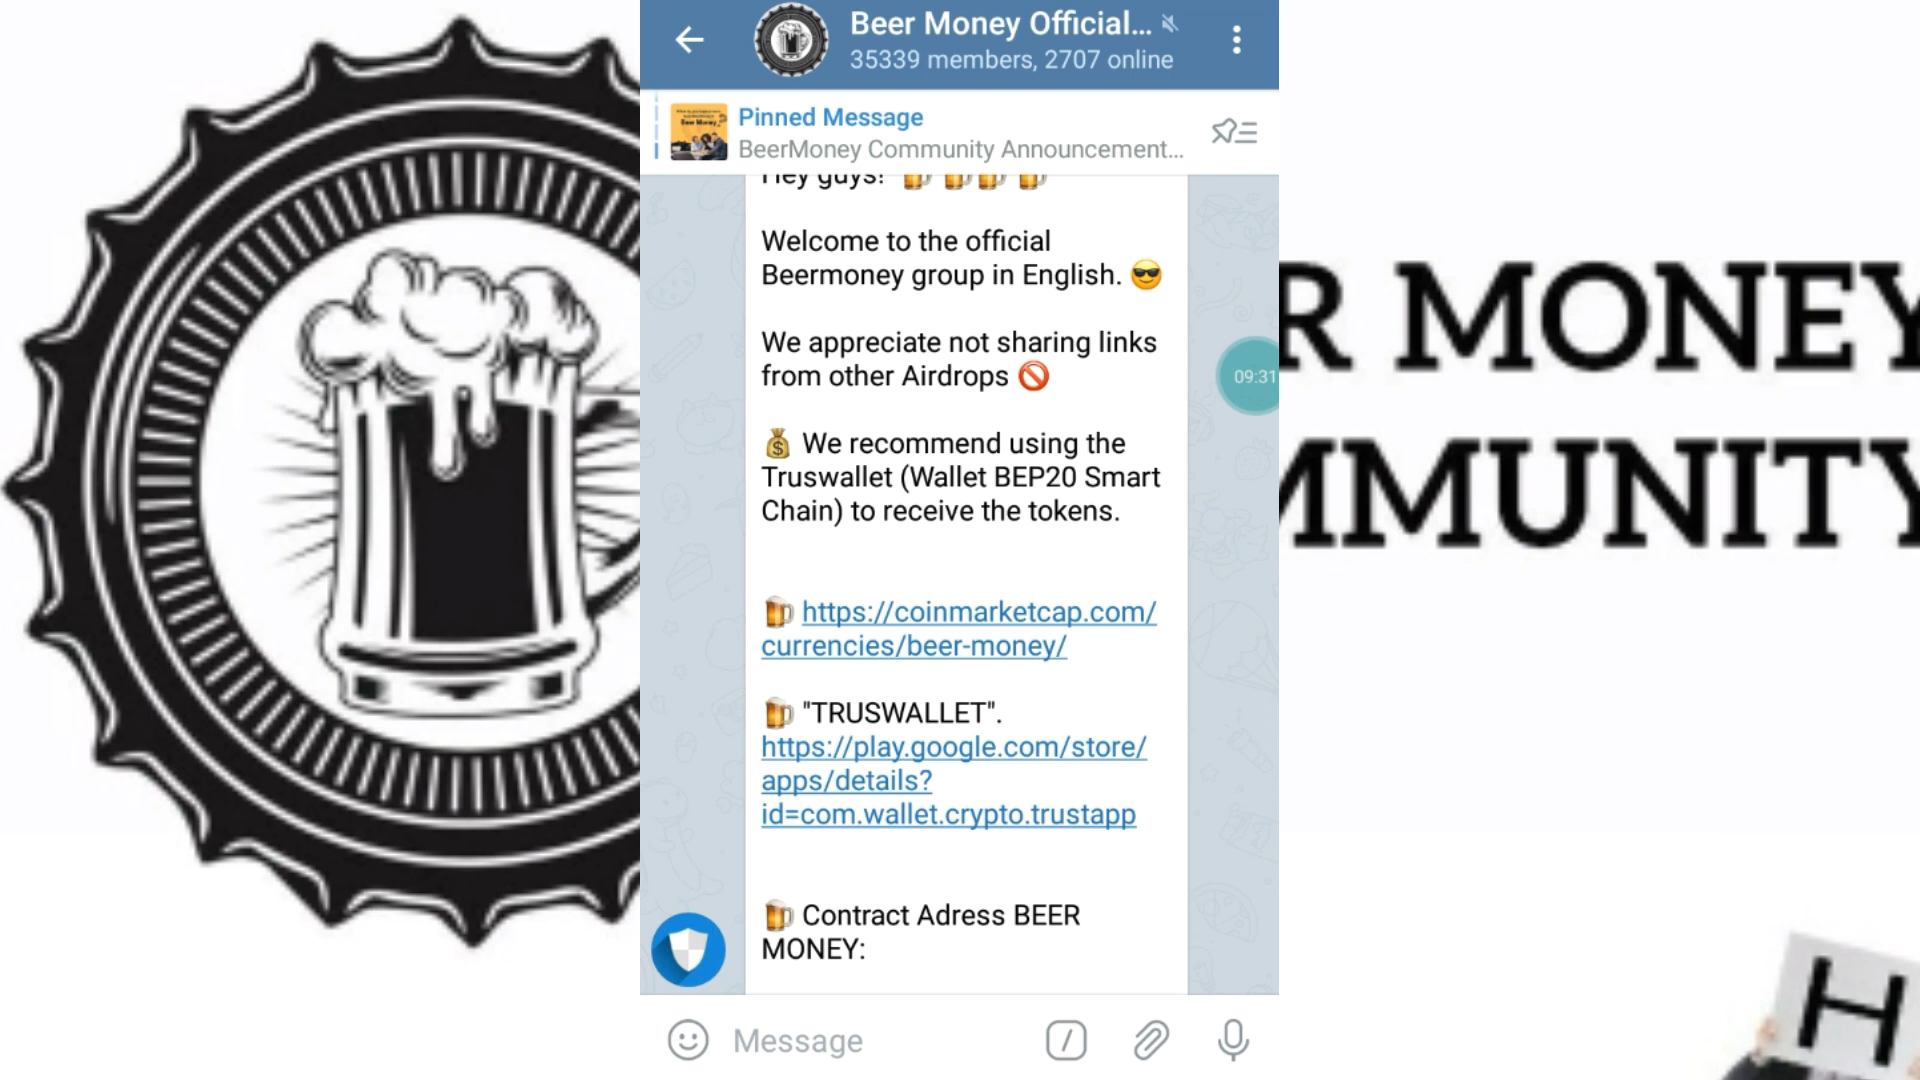 Beer Money Official...
35339 members, 2707 online
Pinned Message
BeerMoney Community Announcement...
Hey guys! 🍺🍺🍺🍺
Welcome to the official
Beermoney group in English. 😎
We appreciate not sharing links
from other Airdrops 🚫
💰 We recommend using the
Truswallet (Wallet BEP20 Smart
Chain) to receive the tokens.
🍺 https://coinmarketcap.com/
currencies/beer-money/
🍺 "TRUSWALLET".
https://play.google.com/store/
apps/details?
id=com.wallet.crypto.trustapp
🍺 Contract Adress BEER
MONEY:
Message
09:31
R MONEY
MMUNITY
H